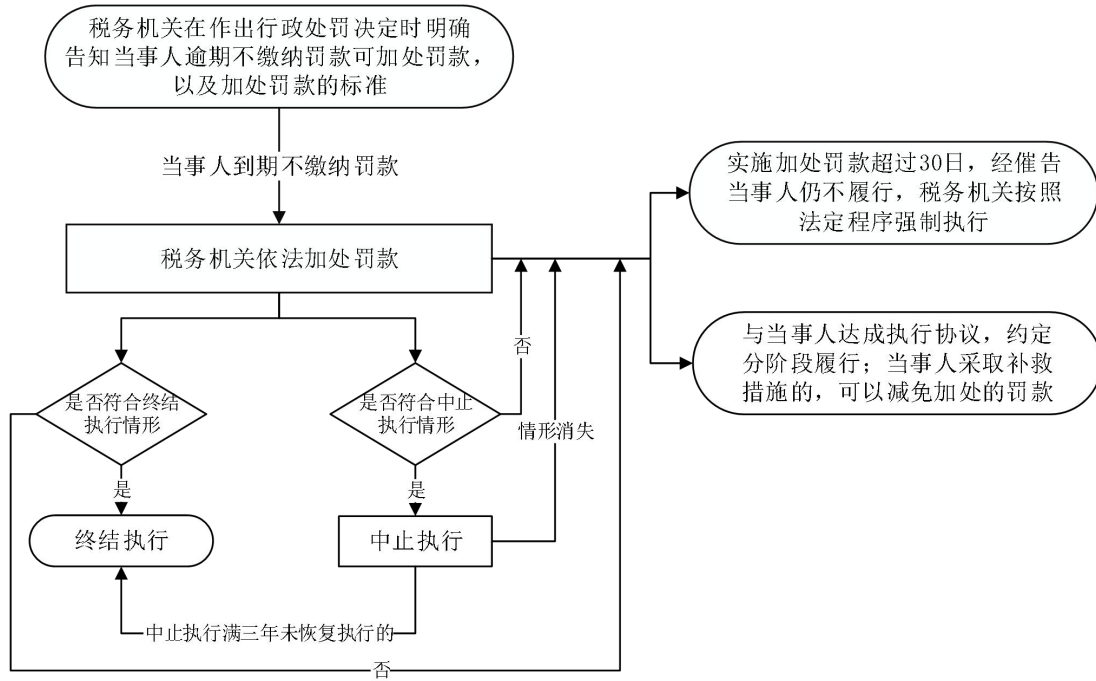 税务机关在作出行政处罚决定时明确
告知当事人逾期不缴纳罚款可加处罚款，
以及加处罚款的标准
当事人到期不缴纳罚款
税务机关依法加处罚款
实施加处罚款超过30日，经催告
当事人仍不履行，税务机关按照
法定程序强制执行
与当事人达成执行协议，约定
分阶段履行；当事人采取补救
措施的，可以减免加处的罚款
否
是否符合终结
执行情形
是否符合中止
执行情形
情形消失
是
是
终结执行
中止执行
中止执行满三年未恢复执行的
否